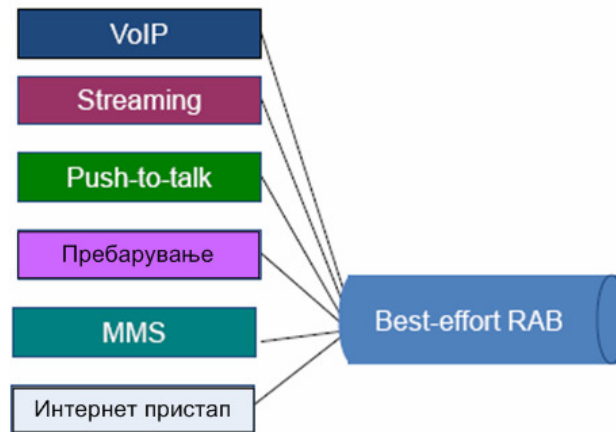 VoIP
Streaming
Push-to-talk
Пребарување
MMS
Интернет пристап
Best-effort RAB